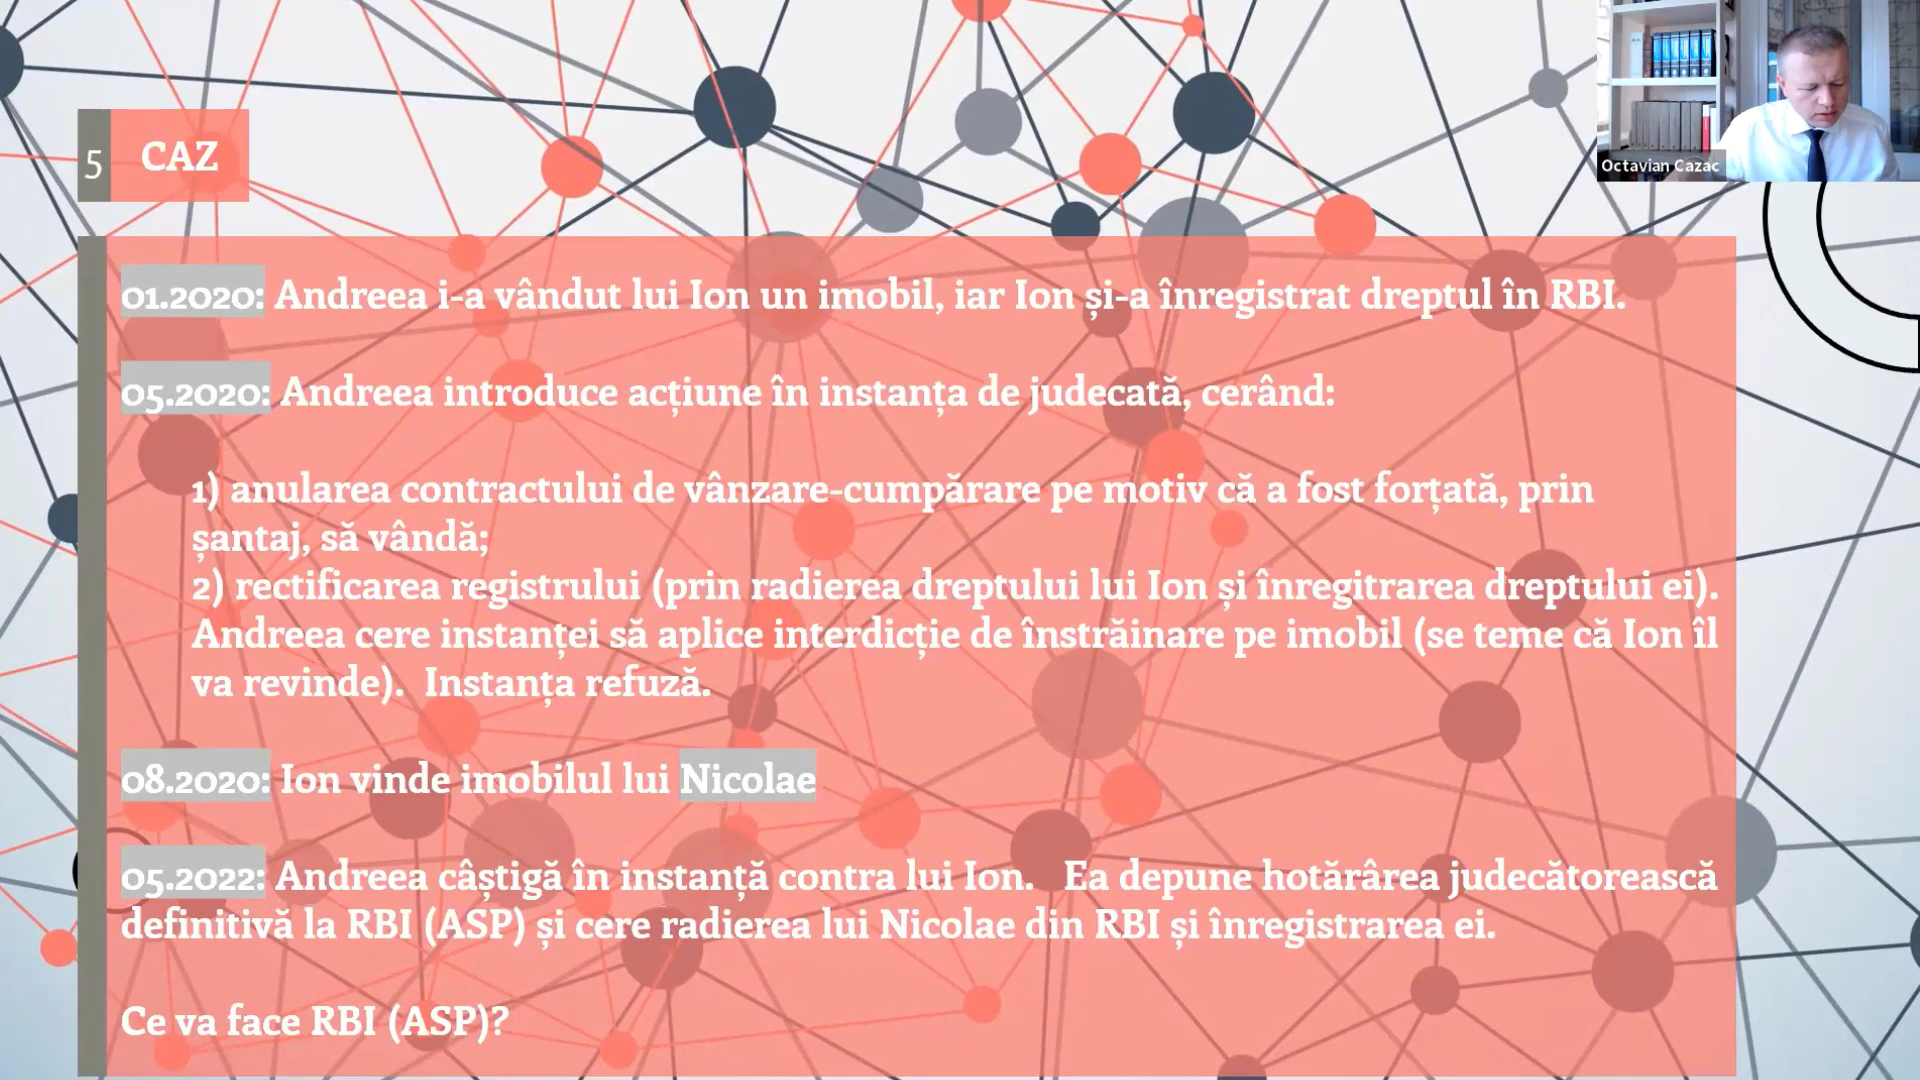 Octavian Cazac
5
CAZ
01.2020: Andreea i-a vândut lui Ion un imobil, iar Ion și-a înregistrat dreptul în RBI.
05.2020: Andreea introduce acțiune în instanța de judecată, cerând:
1) anularea contractului de vânzare-cumpărare pe motiv că a fost forțată, prin
șantaj, să vândă;
2) rectificarea registrului (prin radierea dreptului lui Ion și înregitrarea dreptului ei).
Andreea cere instanței să aplice interdicție de înstrăinare pe imobil (se teme că Ion îl
va revinde). Instanța refuză.
08.2020: Ion vinde imobilul lui Nicolae
05.2022: Andreea câștigă în instanță contra lui Ion. Ea depune hotărârea judecătorească
definitivă la RBI (ASP) și cere radierea lui Nicolae din RBI și înregistrarea ei.
Ce va face RBI (ASP)?